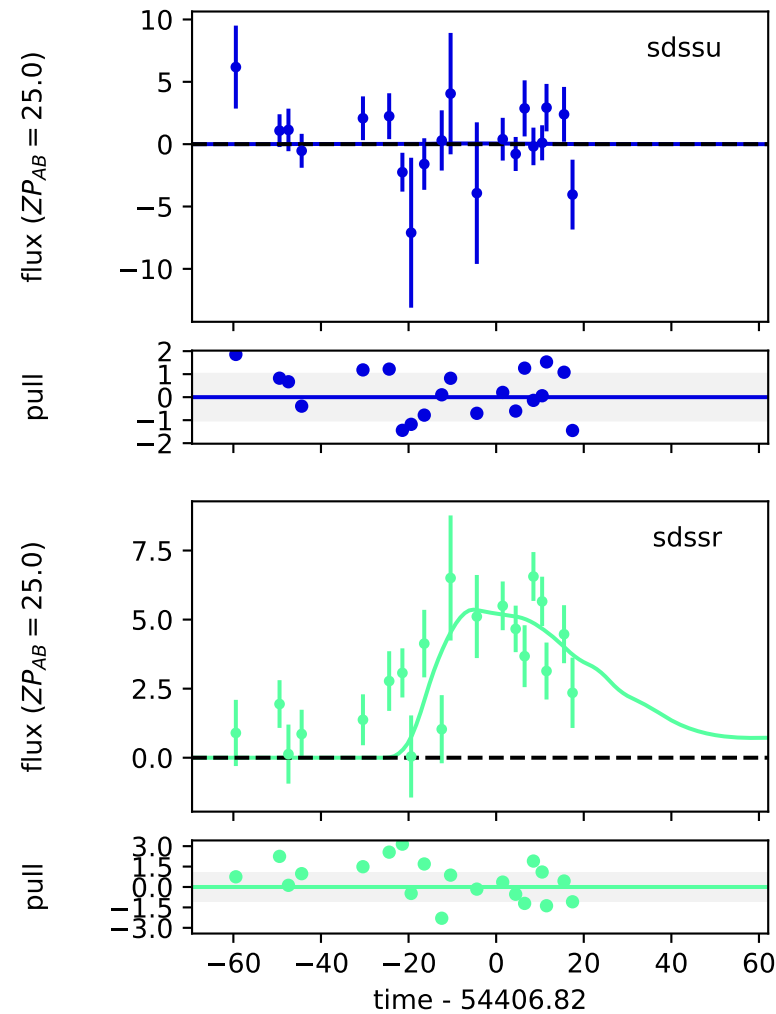 10
5
0
−5
−10
flux (ZP_AB = 25.0)
sdssu
2
1
0
−1
−2
pull
7.5
5.0
2.5
0.0
flux (ZP_AB = 25.0)
sdssr
3.0
1.5
0.0
−1.5
−3.0
pull
−60 −40 −20 0 20 40 60
time - 54406.82